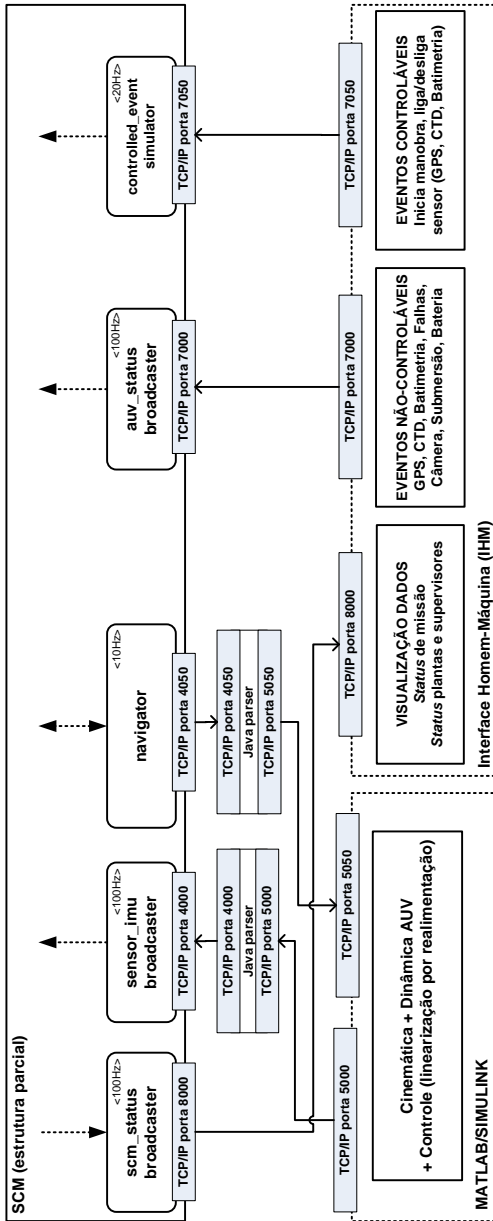 SCM (estrutura parcial)
<100Hz>
scm_status
broadcaster
TCP/IP porta 8000
<100Hz>
sensor_imu
broadcaster
TCP/IP porta 4000
<10Hz>
navigator
TCP/IP porta 4050
<100Hz>
auv_status
broadcaster
TCP/IP porta 7000
<20Hz>
controlled_event
simulator
TCP/IP porta 7050
TCP/IP porta 4000
Java parser
TCP/IP porta 5000
TCP/IP porta 4050
Java parser
TCP/IP porta 5050
TCP/IP porta 5000
TCP/IP porta 5050
TCP/IP porta 8000
TCP/IP porta 7000
TCP/IP porta 7050
Cinemática + Dinâmica AUV
+ Controle (linearização por realimentação)
MATLAB/SIMULINK
VISUALIZAÇÃO DADOS
Status de missão
Status plantas e supervisores
EVENTOS NÃO-CONTROLÁVEIS
GPS, CTD, Batimetria, Falhas,
Câmera, Submersão, Bateria
EVENTOS CONTROLÁVEIS
Inicia manobra, liga/desliga
sensor (GPS, CTD, Batimetria)
Interface Homem-Máquina (IHM)